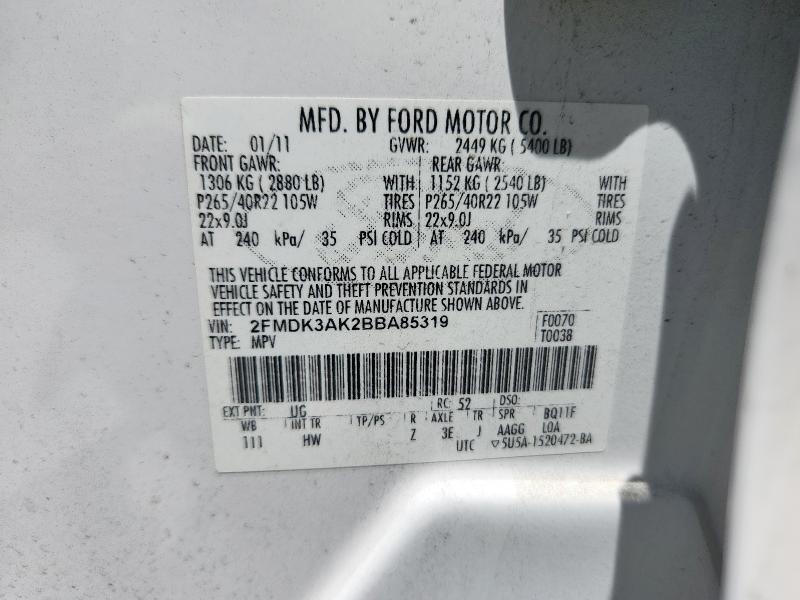 MFD. BY FORD MOTOR CO.
DATE: 01/11 GVWR: 2449 KG ( 5400 LB)
FRONT GAWR: REAR GAWR:
1306 KG ( 2880 LB) WITH 1152 KG ( 2540 LB) WITH
P265/40R22 105W TIRES P265/40R22 105W TIRES
22x9.0J RIMS 22x9.0J RIMS
AT 240 kPa/ 35 PSI COLD AT 240 kPa/ 35 PSI COLD
THIS VEHICLE CONFORMS TO ALL APPLICABLE FEDERAL MOTOR
VEHICLE SAFETY AND THEFT PREVENTION STANDARDS IN
EFFECT ON THE DATE OF MANUFACTURE SHOWN ABOVE.
VIN: 2FMDK3AK2BBA85319 F0070
TYPE: MPV T0038
EXT PNT: UG RC: 52 DSO:
WB INT TR TP/PS R AXLE TR SPR BQ11F
111 HW Z 3E J AAGG LOA
UTC ▽5U5A-1520472-BA